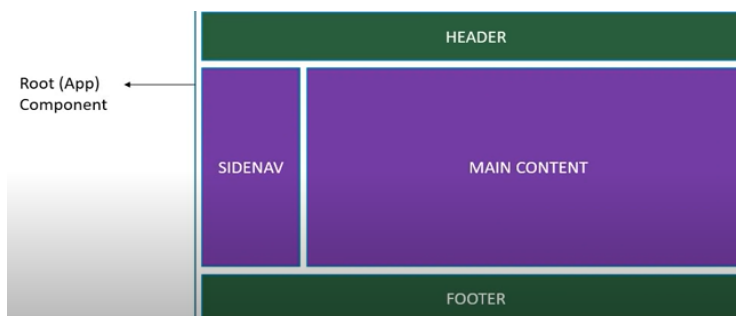 HEADER
Root (App)
Component
SIDENAV
MAIN CONTENT
FOOTER